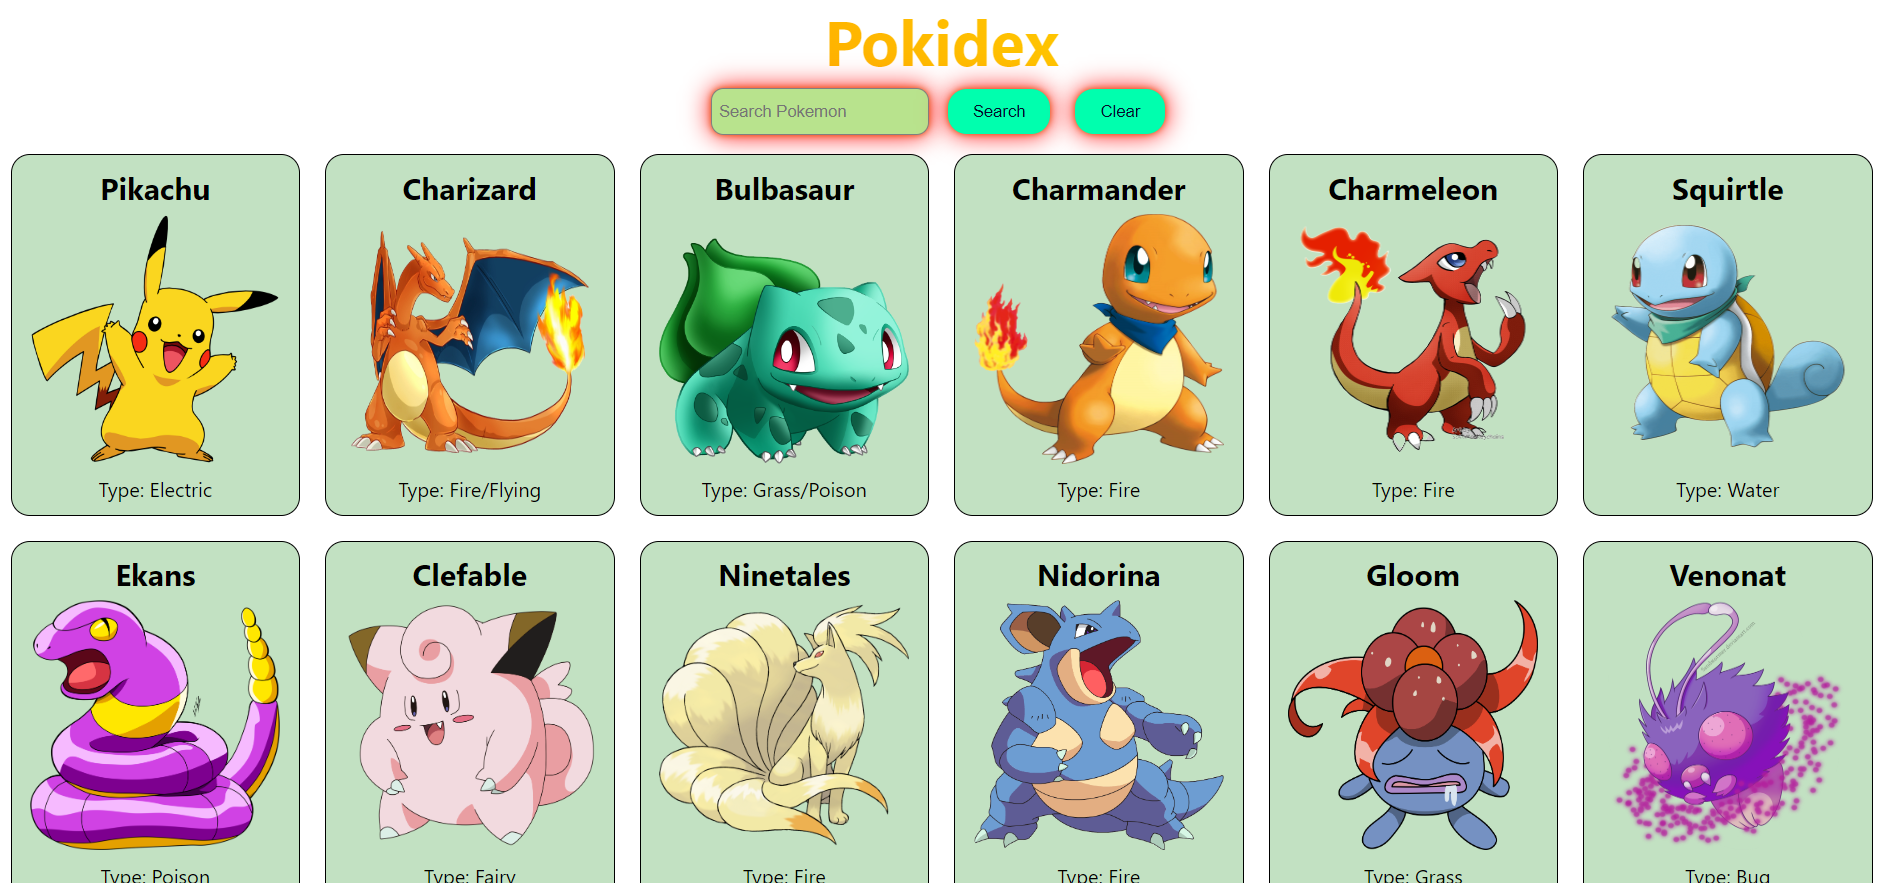 Pokidex
Search Pokemon
Search
Clear
Pikachu
Charizard
Bulbasaur
Charmander
Charmeleon
Squirtle
Type: Electric
Type: Fire/Flying
Type: Grass/Poison
Type: Fire
Type: Fire
Type: Water
Ekans
Clefable
Ninetales
Nidorina
Gloom
Venonat
Type: Poison
Type: Fairy
Type: Fire
Type: Fire
Type: Grass
Type: Bug